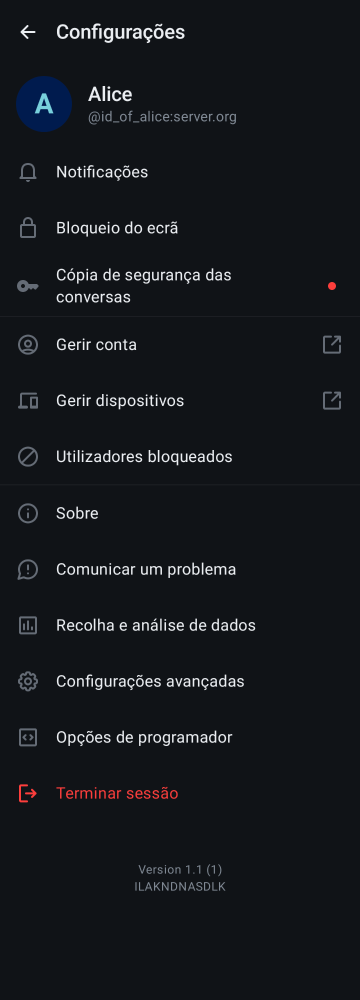 Configurações
A
Alice
@id_of_alice:server.org
Notificações
Bloqueio do ecrã
Cópia de segurança das
conversas
Gerir conta
Gerir dispositivos
Utilizadores bloqueados
Sobre
Comunicar um problema
Recolha e análise de dados
Configurações avançadas
Opções de programador
Terminar sessão
Version 1.1 (1)
ILAKNDNASDLK